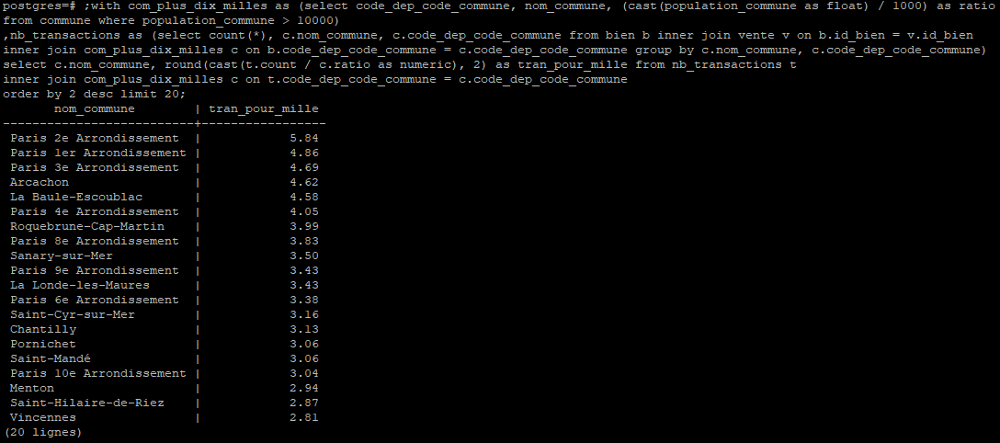 postgres=# ;with com_plus_dix_milles as (select code_dep_code_commune, nom_commune, (cast(population_commune as float) / 1000) as ratio
from commune where population_commune > 10000)
,nb_transactions as (select count(*), c.nom_commune, c.code_dep_code_commune from bien b inner join vente v on b.id_bien = v.id_bien
inner join com_plus_dix_milles c on b.code_dep_code_commune = c.code_dep_code_commune group by c.nom_commune, c.code_dep_code_commune)
select c.nom_commune, round(cast(t.count / c.ratio as numeric), 2) as tran_pour_mille from nb_transactions t
inner join com_plus_dix_milles c on t.code_dep_code_commune = c.code_dep_code_commune
order by 2 desc limit 20;
       nom_commune        | tran_pour_mille
--------------------------+-----------------
 Paris 2e Arrondissement  |            5.84
 Paris 1er Arrondissement |            4.86
 Paris 3e Arrondissement  |            4.69
 Arcachon                 |            4.62
 La Baule-Escoublac       |            4.58
 Paris 4e Arrondissement  |            4.05
 Roquebrune-Cap-Martin    |            3.99
 Paris 8e Arrondissement  |            3.83
 Sanary-sur-Mer           |            3.50
 Paris 9e Arrondissement  |            3.43
 La Londe-les-Maures      |            3.43
 Paris 6e Arrondissement  |            3.38
 Saint-Cyr-sur-Mer        |            3.16
 Chantilly                |            3.13
 Pornichet                |            3.06
 Saint-Mandé              |            3.06
 Paris 10e Arrondissement |            3.04
 Menton                   |            2.94
 Saint-Hilaire-de-Riez    |            2.87
 Vincennes                |            2.81
(20 lignes)